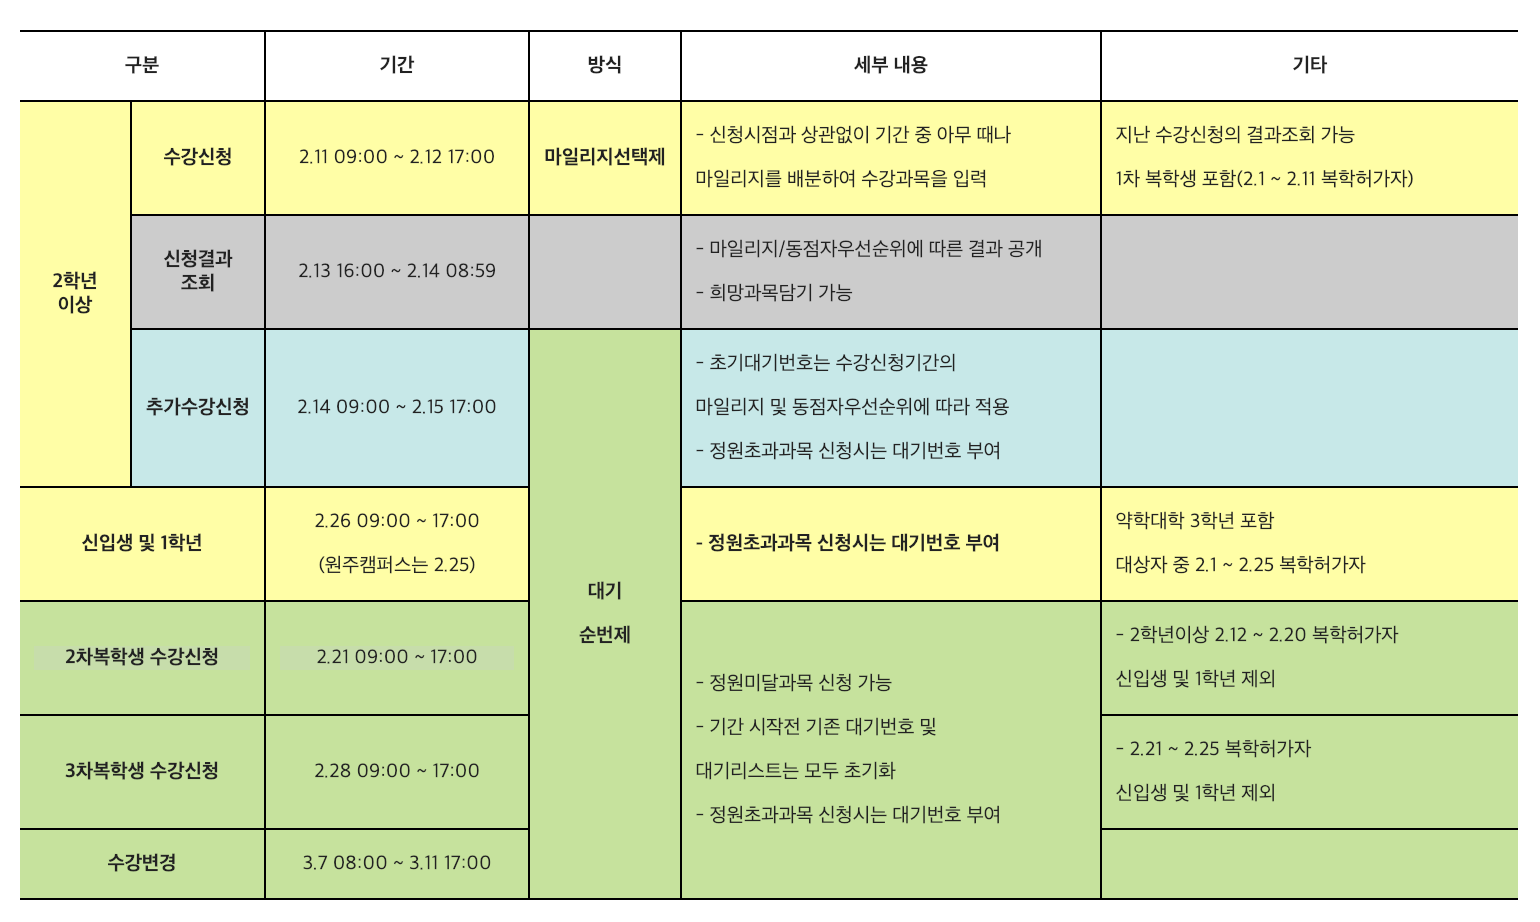 구분
기간
방식
세부 내용
기타
2학년
이상
수강신청
2.11 09:00 ~ 2.12 17:00
마일리지선택제
- 신청시점과 상관없이 기간 중 아무 때나
마일리지를 배분하여 수강과목을 입력
지난 수강신청의 결과조회 가능
1차 복학생 포함(2.1 ~ 2.11 복학허가자)
신청결과
조회
2.13 16:00 ~ 2.14 08:59
- 마일리지/동점자우선순위에 따른 결과 공개
- 희망과목담기 가능
추가수강신청
2.14 09:00 ~ 2.15 17:00
대기
순번제
- 초기대기번호는 수강신청기간의
마일리지 및 동점자우선순위에 따라 적용
- 정원초과과목 신청시는 대기번호 부여
신입생 및 1학년
2.26 09:00 ~ 17:00
(원주캠퍼스는 2.25)
- 정원초과과목 신청시는 대기번호 부여
약학대학 3학년 포함
대상자 중 2.1 ~ 2.25 복학허가자
2차복학생 수강신청
2.21 09:00 ~ 17:00
- 정원미달과목 신청 가능
- 기간 시작전 기존 대기번호 및
대기리스트는 모두 초기화
- 정원초과과목 신청시는 대기번호 부여
- 2학년이상 2.12 ~ 2.20 복학허가자
신입생 및 1학년 제외
3차복학생 수강신청
2.28 09:00 ~ 17:00
- 2.21 ~ 2.25 복학허가자
신입생 및 1학년 제외
수강변경
3.7 08:00 ~ 3.11 17:00